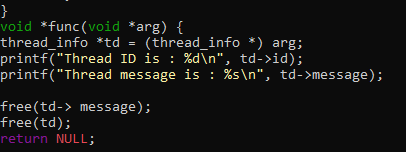 }
void *func(void *arg) {
thread_info *td = (thread_info *) arg;
printf("Thread ID is : %d\n", td->id);
printf("Thread message is : %s\n", td->message);
free(td-> message);
free(td);
return NULL;